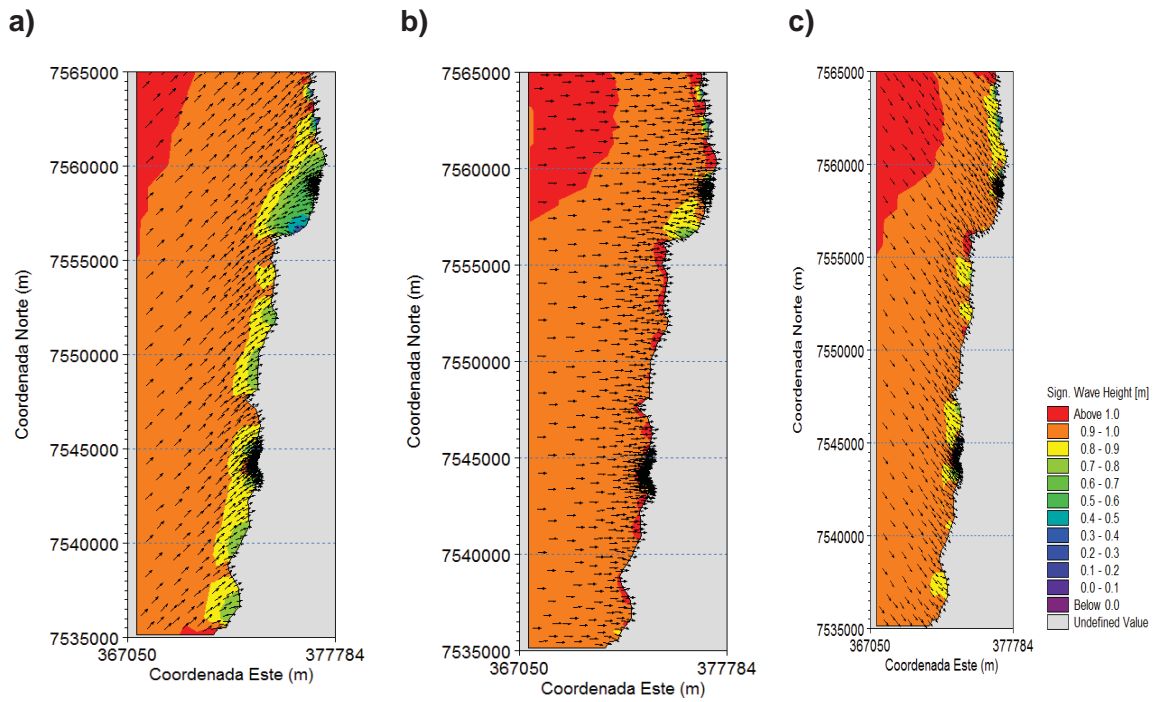 a)
b)
c)
7565000
7560000
7555000
7550000
7545000
7540000
7535000
Coordenada Norte (m)
367050
377784
Coordenada Este (m)
7565000
7560000
7555000
7550000
7545000
7540000
7535000
Coordenada Norte (m)
367050
377784
Coordenada Este (m)
7565000
7560000
7555000
7550000
7545000
7540000
7535000
Coordenada Norte (m)
367050
377784
Coordenada Este (m)
Sign. Wave Height [m]
Above 1.0
0.9 - 1.0
0.8 - 0.9
0.7 - 0.8
0.6 - 0.7
0.5 - 0.6
0.4 - 0.5
0.3 - 0.4
0.2 - 0.3
0.1 - 0.2
0.0 - 0.1
Below 0.0
Undefined Value